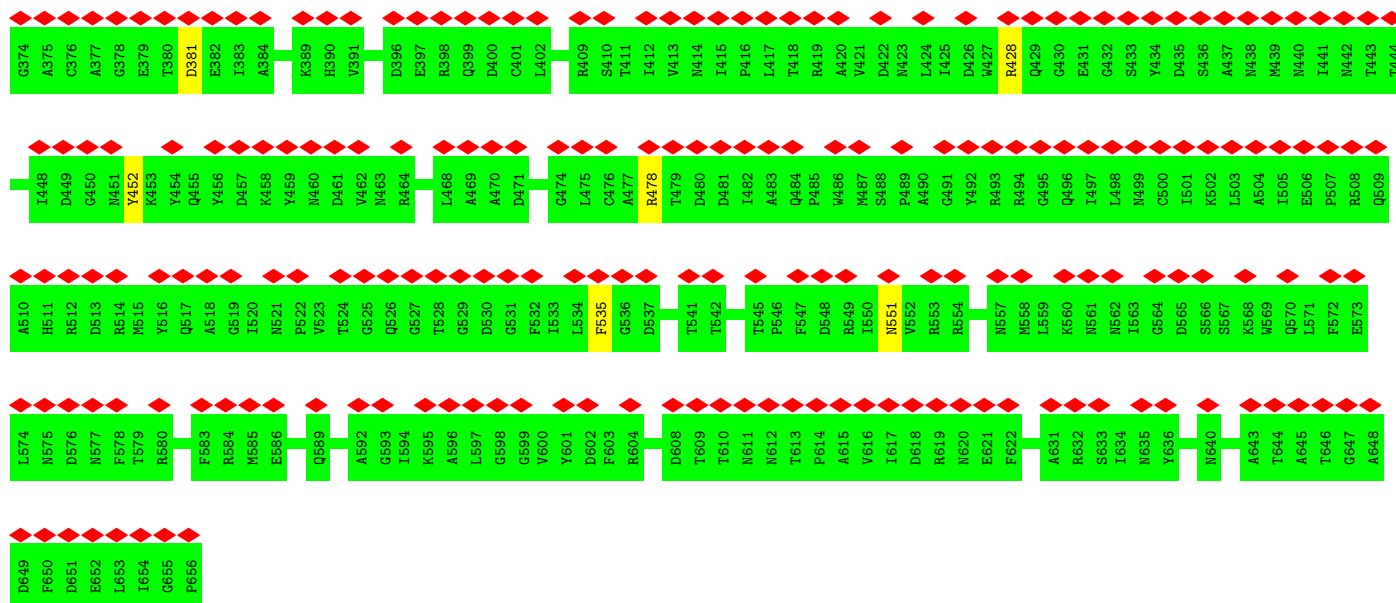 G374 A375 C376 A377 G378 E379 T380 D381 E382 I383 A384 K389 H390 V391 D396 E397 R398 Q399 D400 C401 L402 R409 S410 T411 I412 V413 N414 I415 P416 L417 T418 R419 A420 V421 D422 N423 L424 I425 D426 W427 R428 Q429 G430 E431 G432 S433 Y434 D435 S436 A437 N438 M439 N440 I441 N442 T443 T444
I448 D449 G450 N451 Y452 K453 Y454 Q455 Y456 D457 K458 Y459 N460 D461 V462 N463 R464 L468 A469 A470 D471 G474 L475 C476 A477 R478 T479 D480 D481 I482 A483 Q484 P485 W486 M487 S488 P489 A490 G491 Y492 R493 R494 G495 Q496 I497 L498 N499 C500 I501 K502 L503 A504 I505 E506 P507 R508 Q509
A510 H511 R512 D513 R514 M515 Y516 Q517 A518 G519 I520 N521 P522 V523 T524 G525 Q526 G527 T528 G529 D530 G531 F532 I533 L534 F535 G536 D537 T541 T542 T545 P546 F547 D548 R549 I550 N551 V552 R553 R554 N557 M558 L559 K560 N561 N562 I563 G564 D565 S566 S567 K568 W569 Q570 L571 F572 E573
L574 N575 D576 N577 F578 T579 R580 F583 R584 M585 E586 Q589 A592 G593 I594 K595 A596 L597 G598 G599 V600 Y601 D602 F603 R604 D608 T609 T610 N611 N612 T613 P614 A615 V616 I617 D618 R619 N620 E621 F622 A631 R632 S633 I634 N635 Y636 N640 A643 T644 A645 T646 G647 A648
D649 F650 D651 E652 L653 I654 G655 P656